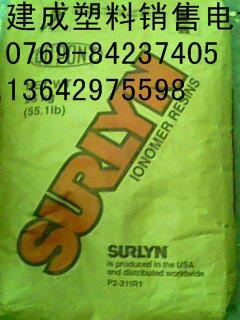 建成塑料销售电
0769-84237405
13642975598
(55.1lb)
SURLYN
IONOMER RESINS
SURLYN
is produced in the USA
and distributed worldwide
P2-211R1